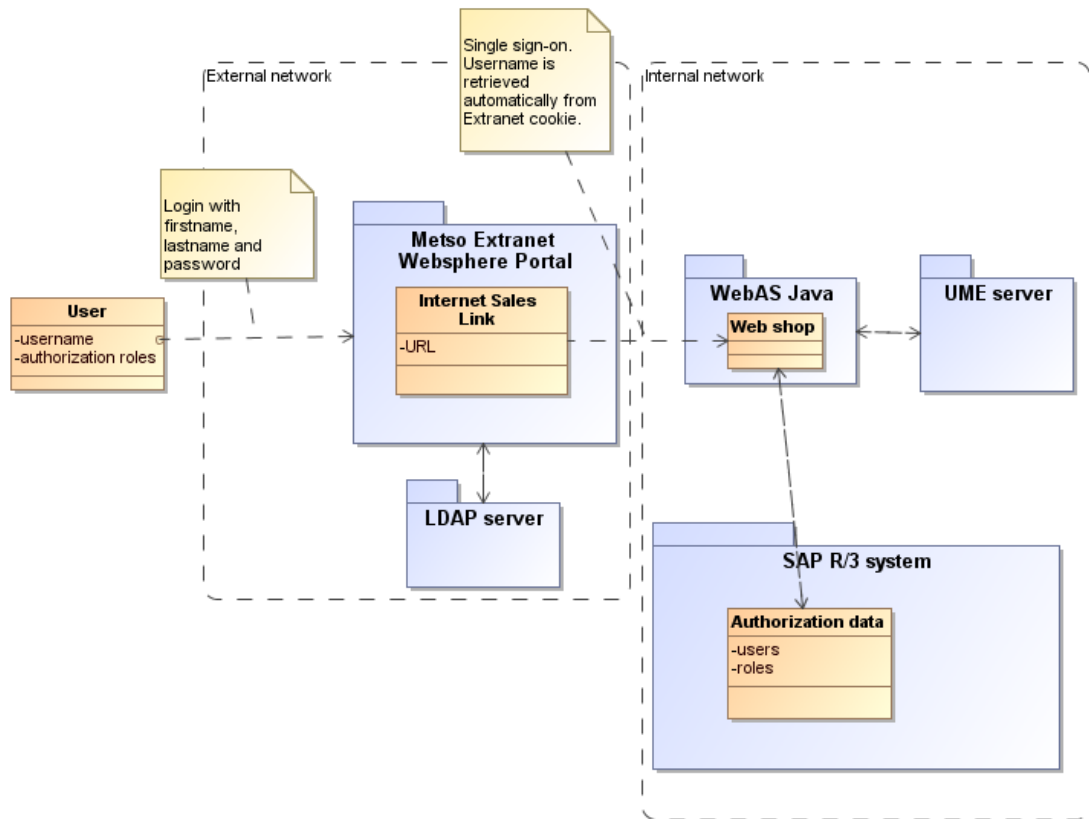 Single sign-on.
Username is
retrieved
automatically from
Extranet cookie.
External network
Internal network
Login with
firstname,
lastname and
password
Metso Extranet
Websphere Portal
Internet Sales
Link
-URL
User
-username
-authorization roles
WebAS Java
Web shop
UME server
LDAP server
SAP R/3 system
Authorization data
-users
-roles